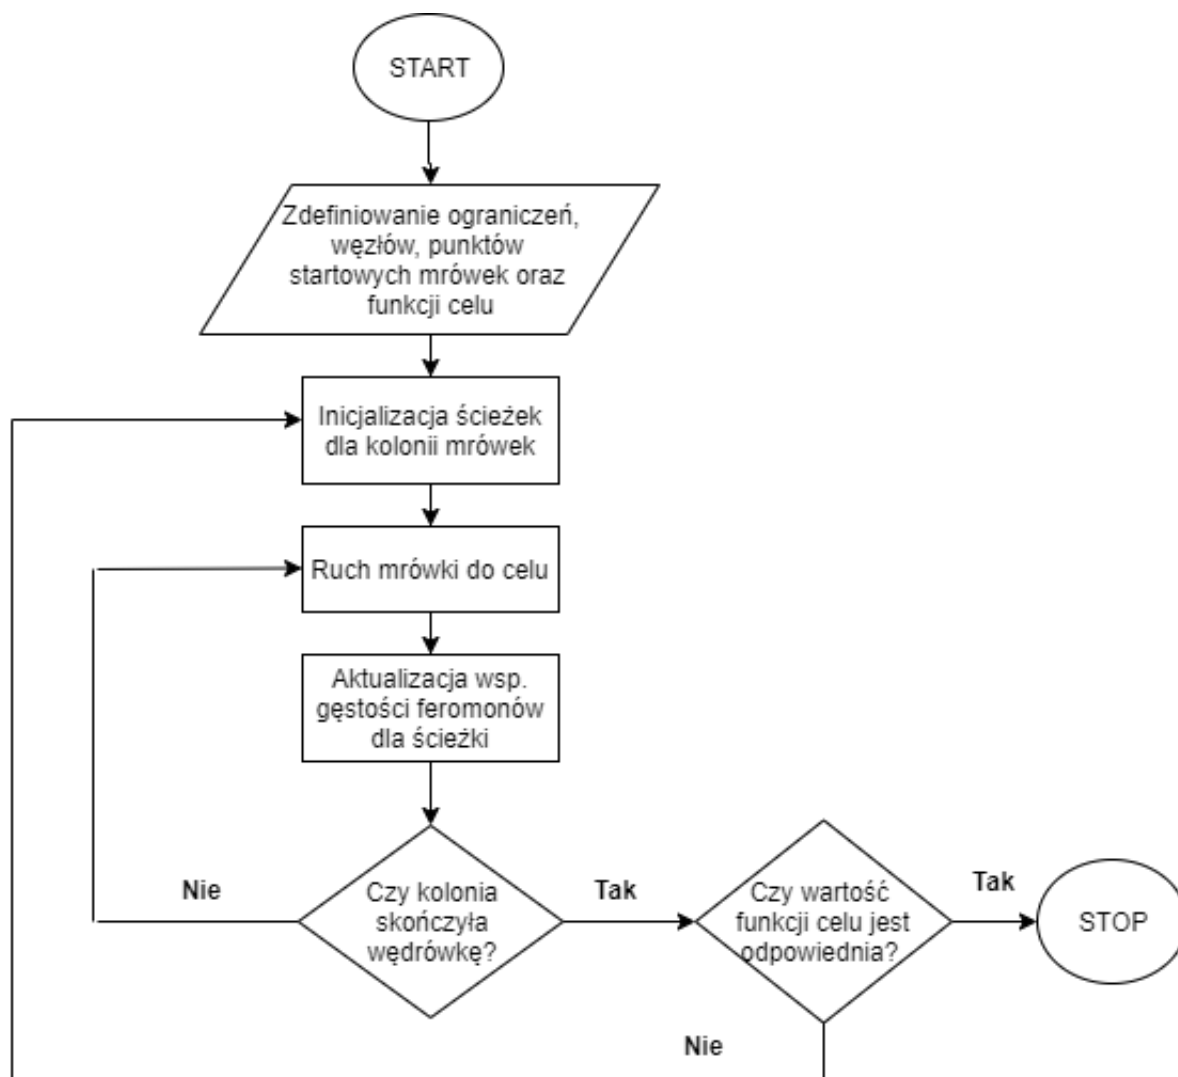 START
Zdefiniowanie ograniczeń,
węzłów, punktów
startowych mrówek oraz
funkcji celu
Inicjalizacja ścieżek
dla kolonii mrówek
Ruch mrówki do celu
Aktualizacja wsp.
gęstości feromonów
dla ścieżki
Nie
Czy kolonia
skończyła
wędrówkę?
Tak
Czy wartość
funkcji celu jest
odpowiednia?
Tak
STOP
Nie